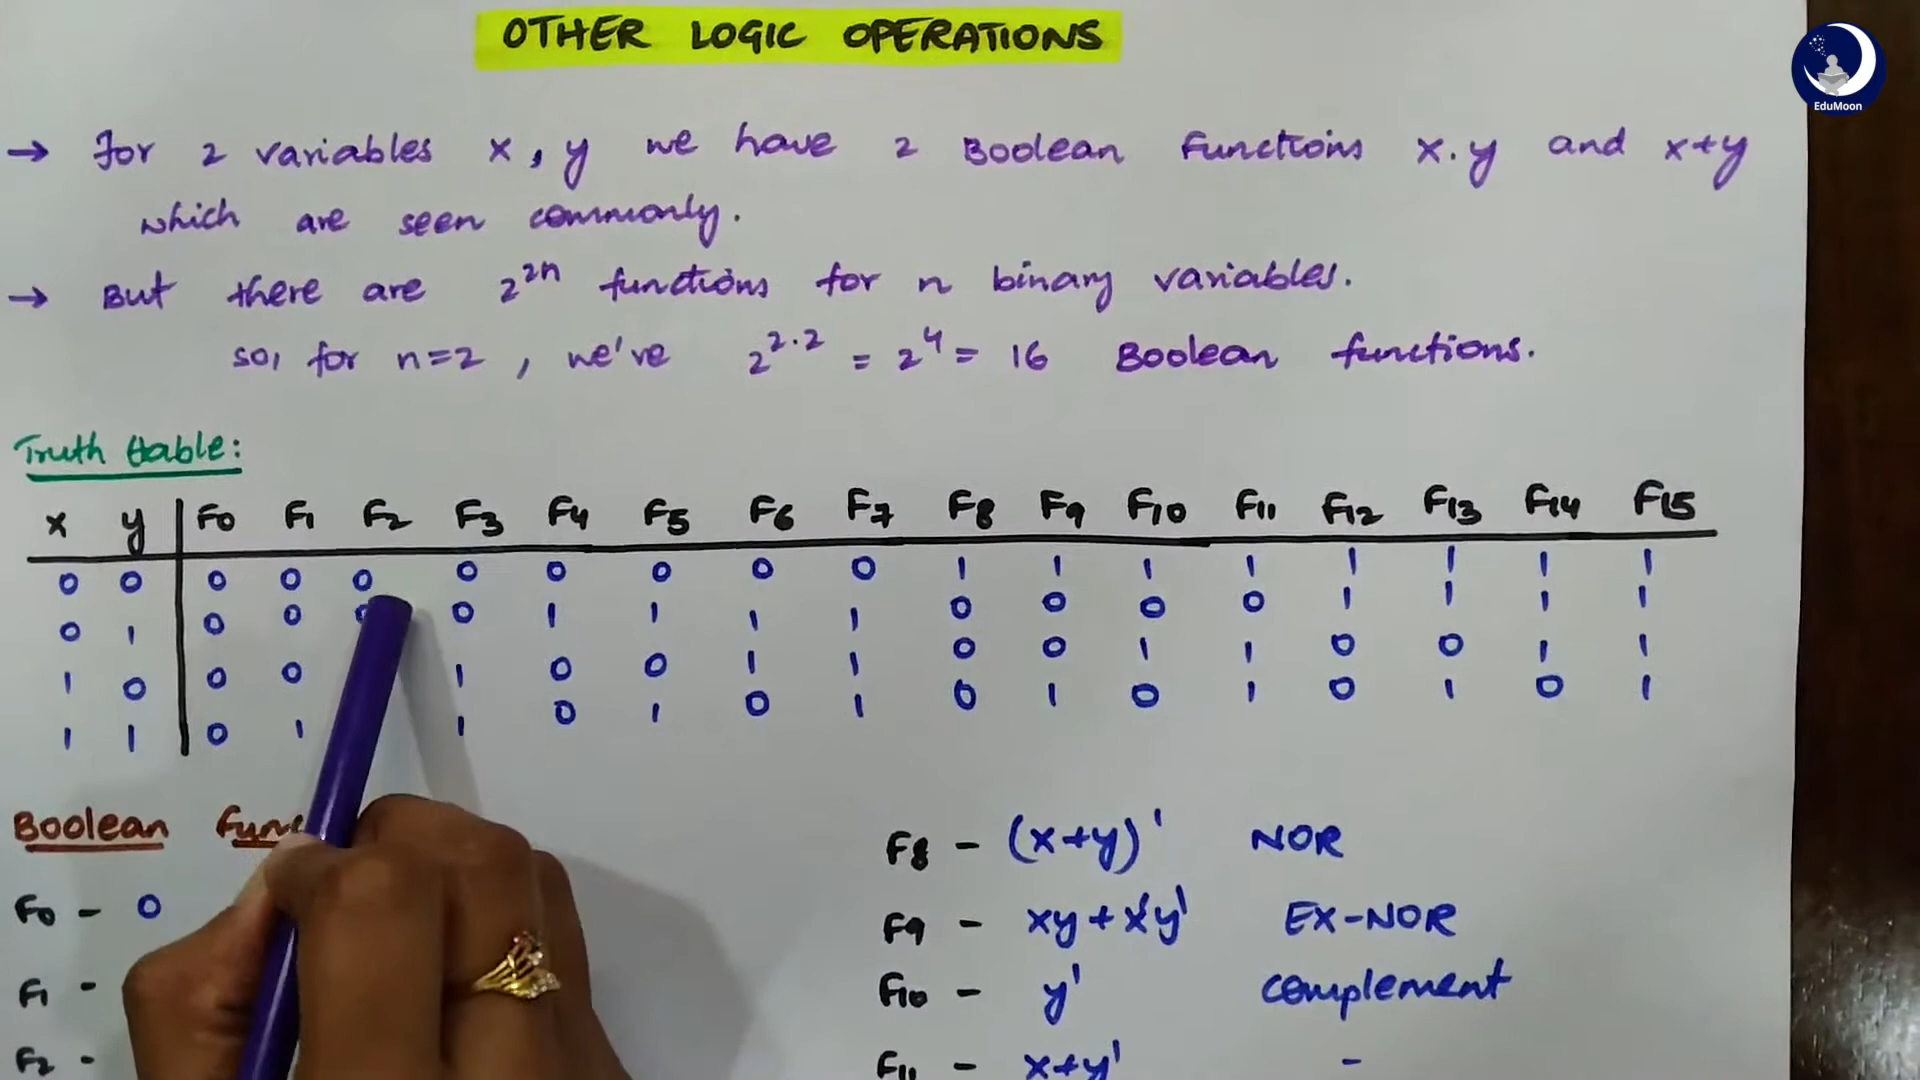 OTHER LOGIC OPERATIONS
EduMoon
→ For 2 variables x, y we have 2 Boolean Functions x.y and x+y
which are seen commonly.
→ But there are 2^2n functions for n binary variables.
so, for n=2, we've 2^2.2 = 2^4 = 16 Boolean functions.
Truth table:
x y F0 F1 F2 F3 F4 F5 F6 F7 F8 F9 F10 F11 F12 F13 F14 F15
0 0 0 0 0 0 0 0 0 0 1 1 1 1 1 1 1 1
0 1 0 0 0 1 1 1 1 0 0 0 0 1 1 1 1
1 0 0 0 1 0 0 1 1 0 0 1 1 0 0 1 1
1 1 0 1 1 0 1 0 1 0 1 0 1 0 1 0 1
Boolean
F0 - 0
F1 -
F2 -
F8 - (x+y)' NOR
F9 - xy + x'y' EX-NOR
F10 - y' complement
F11 - x+y' -